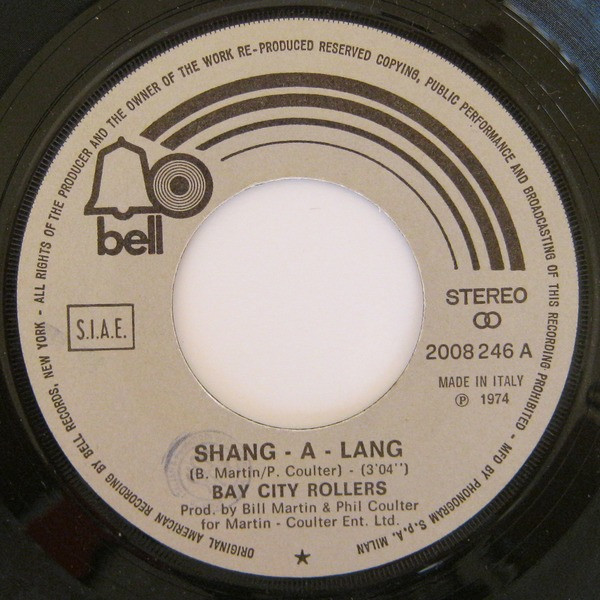 ORIGINAL AMERICAN RECORDING BY BELL RECORDS, NEW YORK - ALL RIGHTS OF THE PRODUCER AND THE OWNER OF THE WORK RE-PRODUCED RESERVED COPYING, PUBLIC PERFORMANCE AND BROADCASTING OF THIS RECORDING PROHIBITED - MFD BY PHONOGRAM S.p.A. MILAN
bell
STEREO
S.I.A.E.
2008 246 A
MADE IN ITALY
℗ 1974
SHANG - A - LANG
(B. Martin/P. Coulter) - (3'04'')
BAY CITY ROLLERS
Prod. by Bill Martin & Phil Coulter
for Martin - Coulter Ent. Ltd.